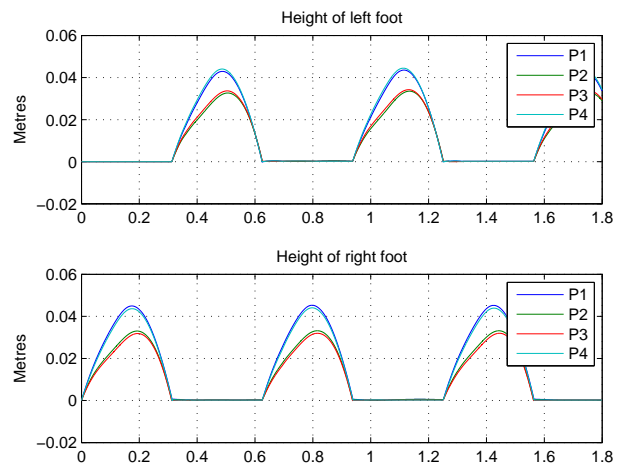 Height of left foot
0.06
0.04
0.02
0
−0.02
Metres
0 0.2 0.4 0.6 0.8 1 1.2 1.4 1.6 1.8
P1
P2
P3
P4
Height of right foot
0.06
0.04
0.02
0
−0.02
Metres
0 0.2 0.4 0.6 0.8 1 1.2 1.4 1.6 1.8
P1
P2
P3
P4